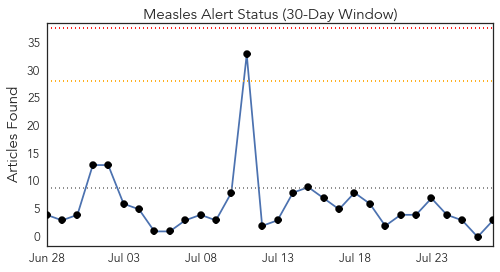 Measles Alert Status (30-Day Window)
Articles Found
35
30
25
20
15
10
5
0
Jun 28 Jul 03 Jul 08 Jul 13 Jul 18 Jul 23